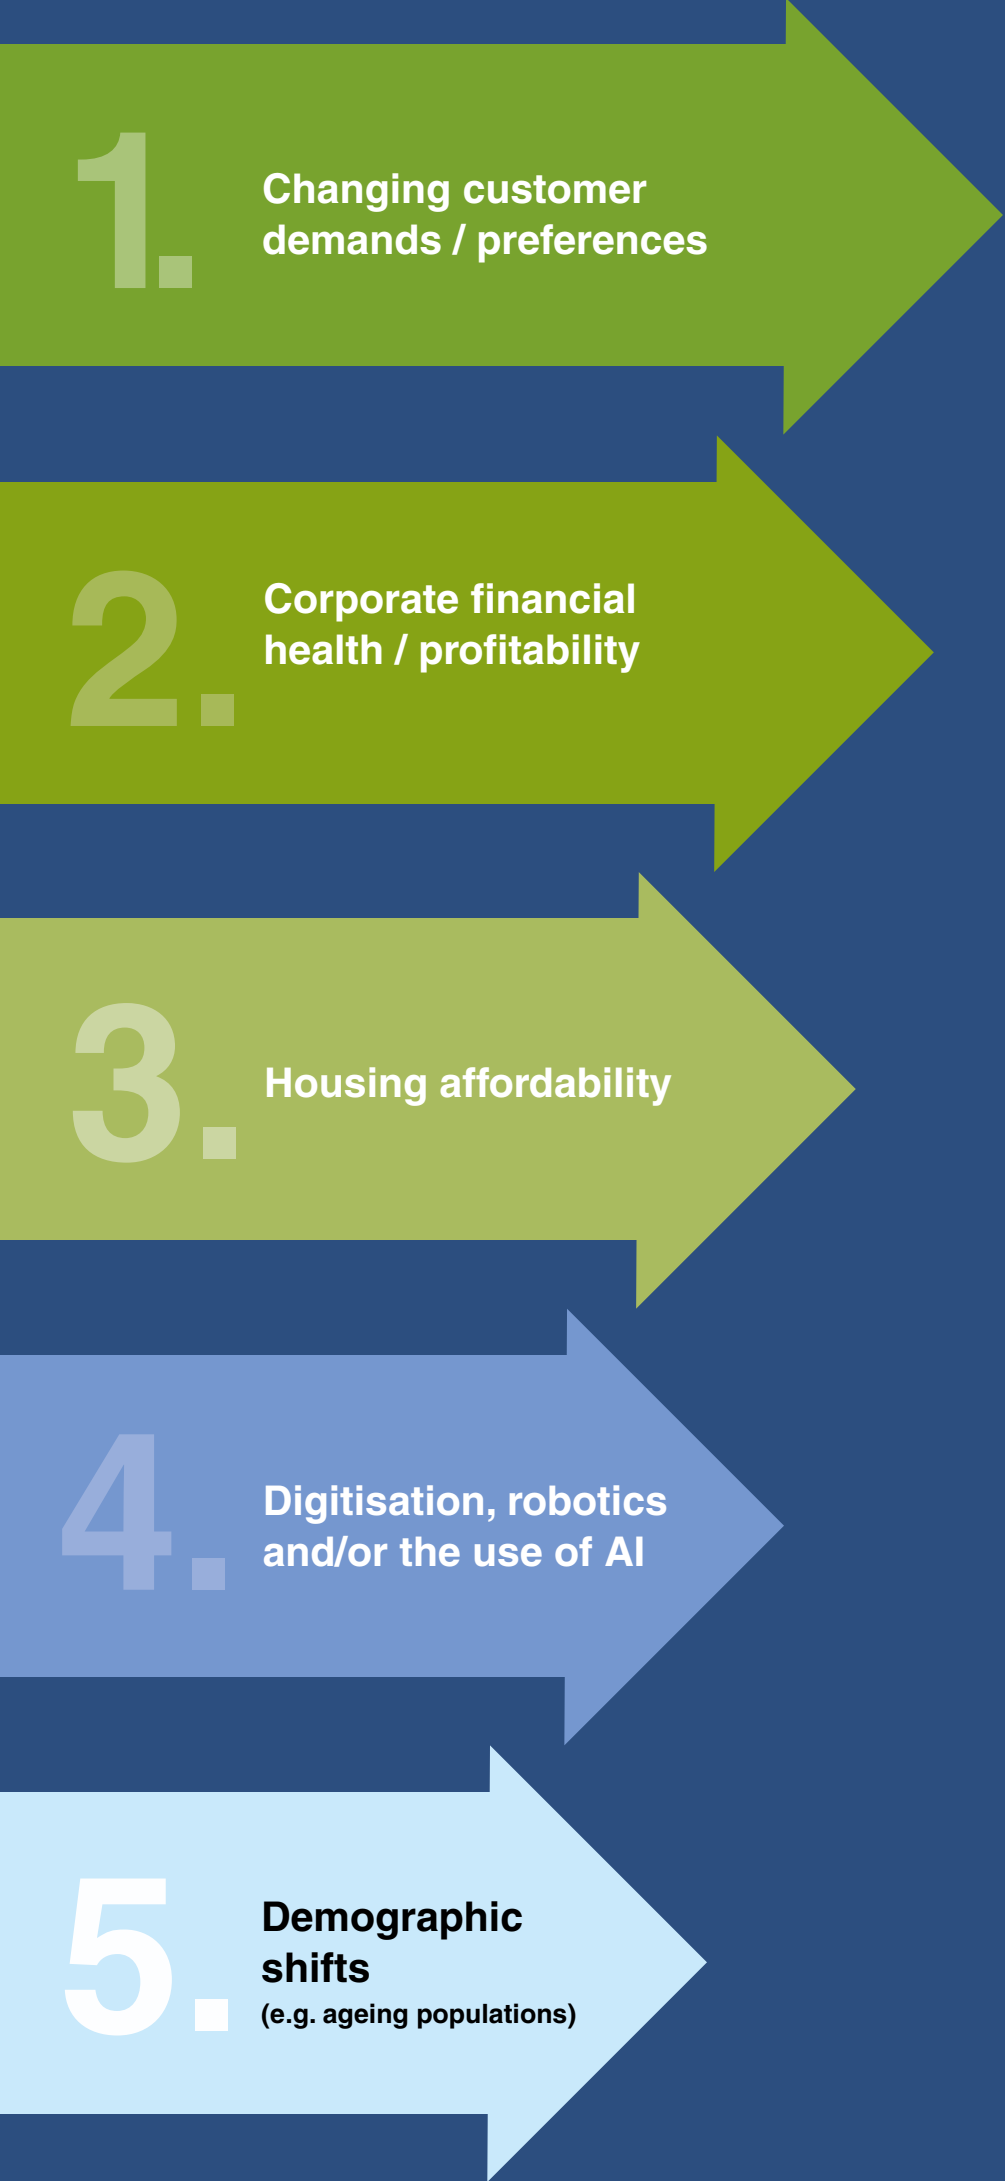 1.
Changing customer
demands / preferences
2.
Corporate financial
health / profitability
3.
Housing affordability
4.
Digitisation, robotics
and/or the use of AI
5.
Demographic
shifts
(e.g. ageing populations)